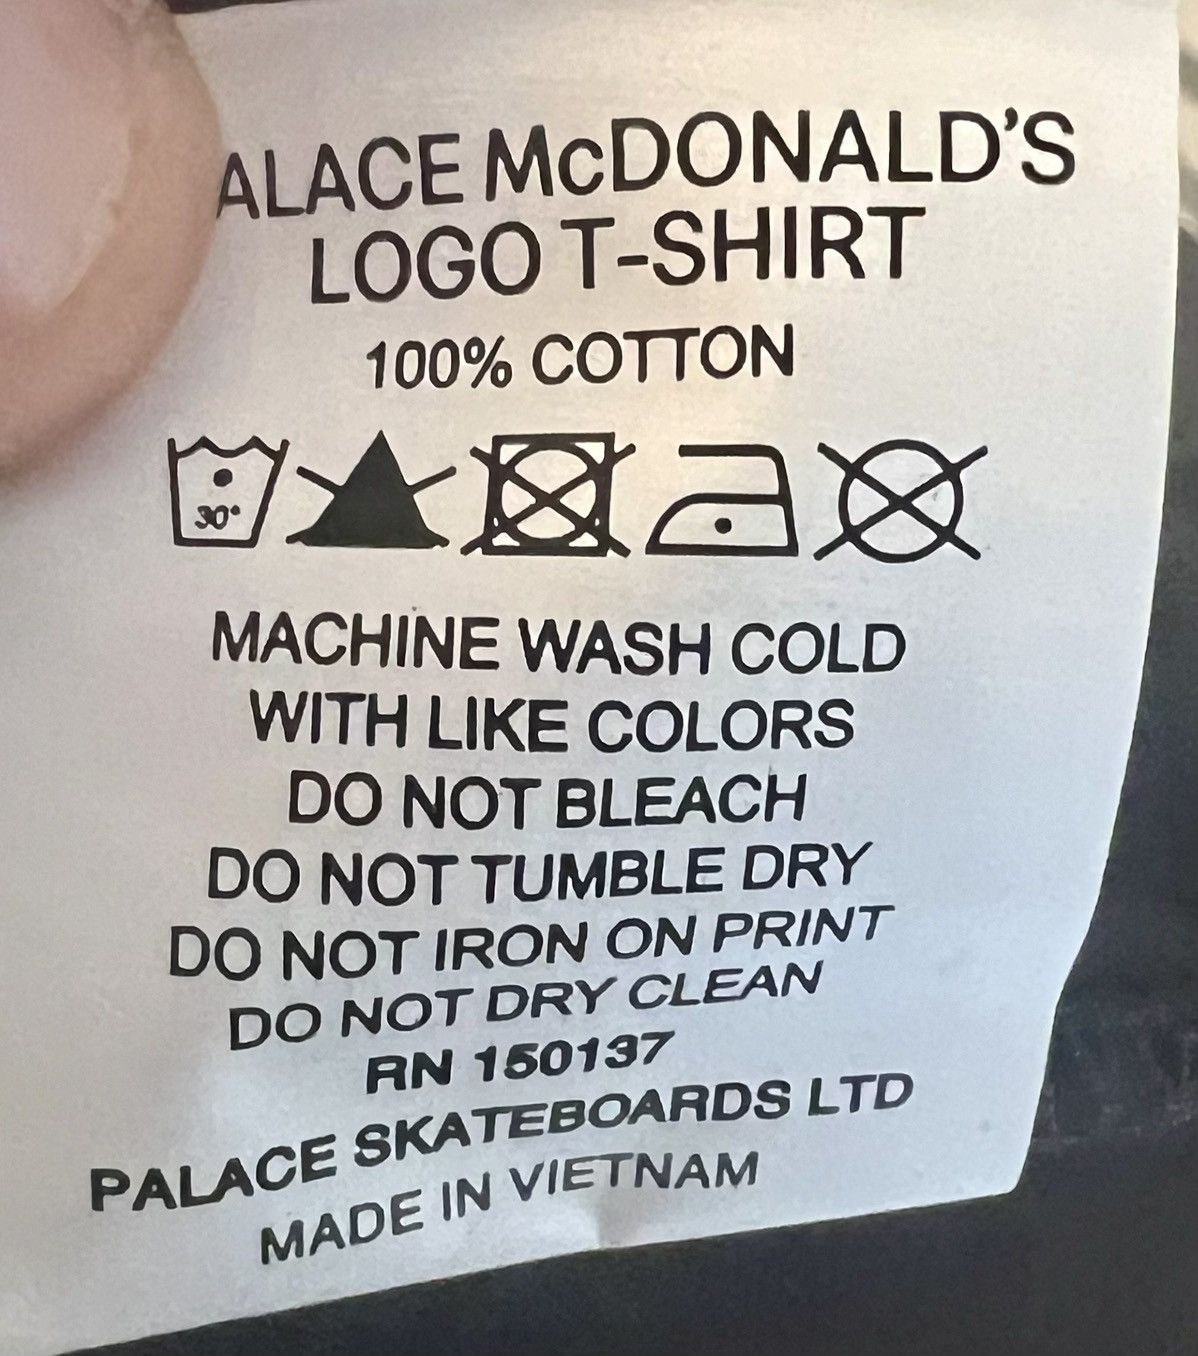 ALACE McDONALD'S
LOGO T-SHIRT
100% COTTON
30°
MACHINE WASH COLD
WITH LIKE COLORS
DO NOT BLEACH
DO NOT TUMBLE DRY
DO NOT IRON ON PRINT
DO NOT DRY CLEAN
RN 150137
PALACE SKATEBOARDS LTD
MADE IN VIETNAM